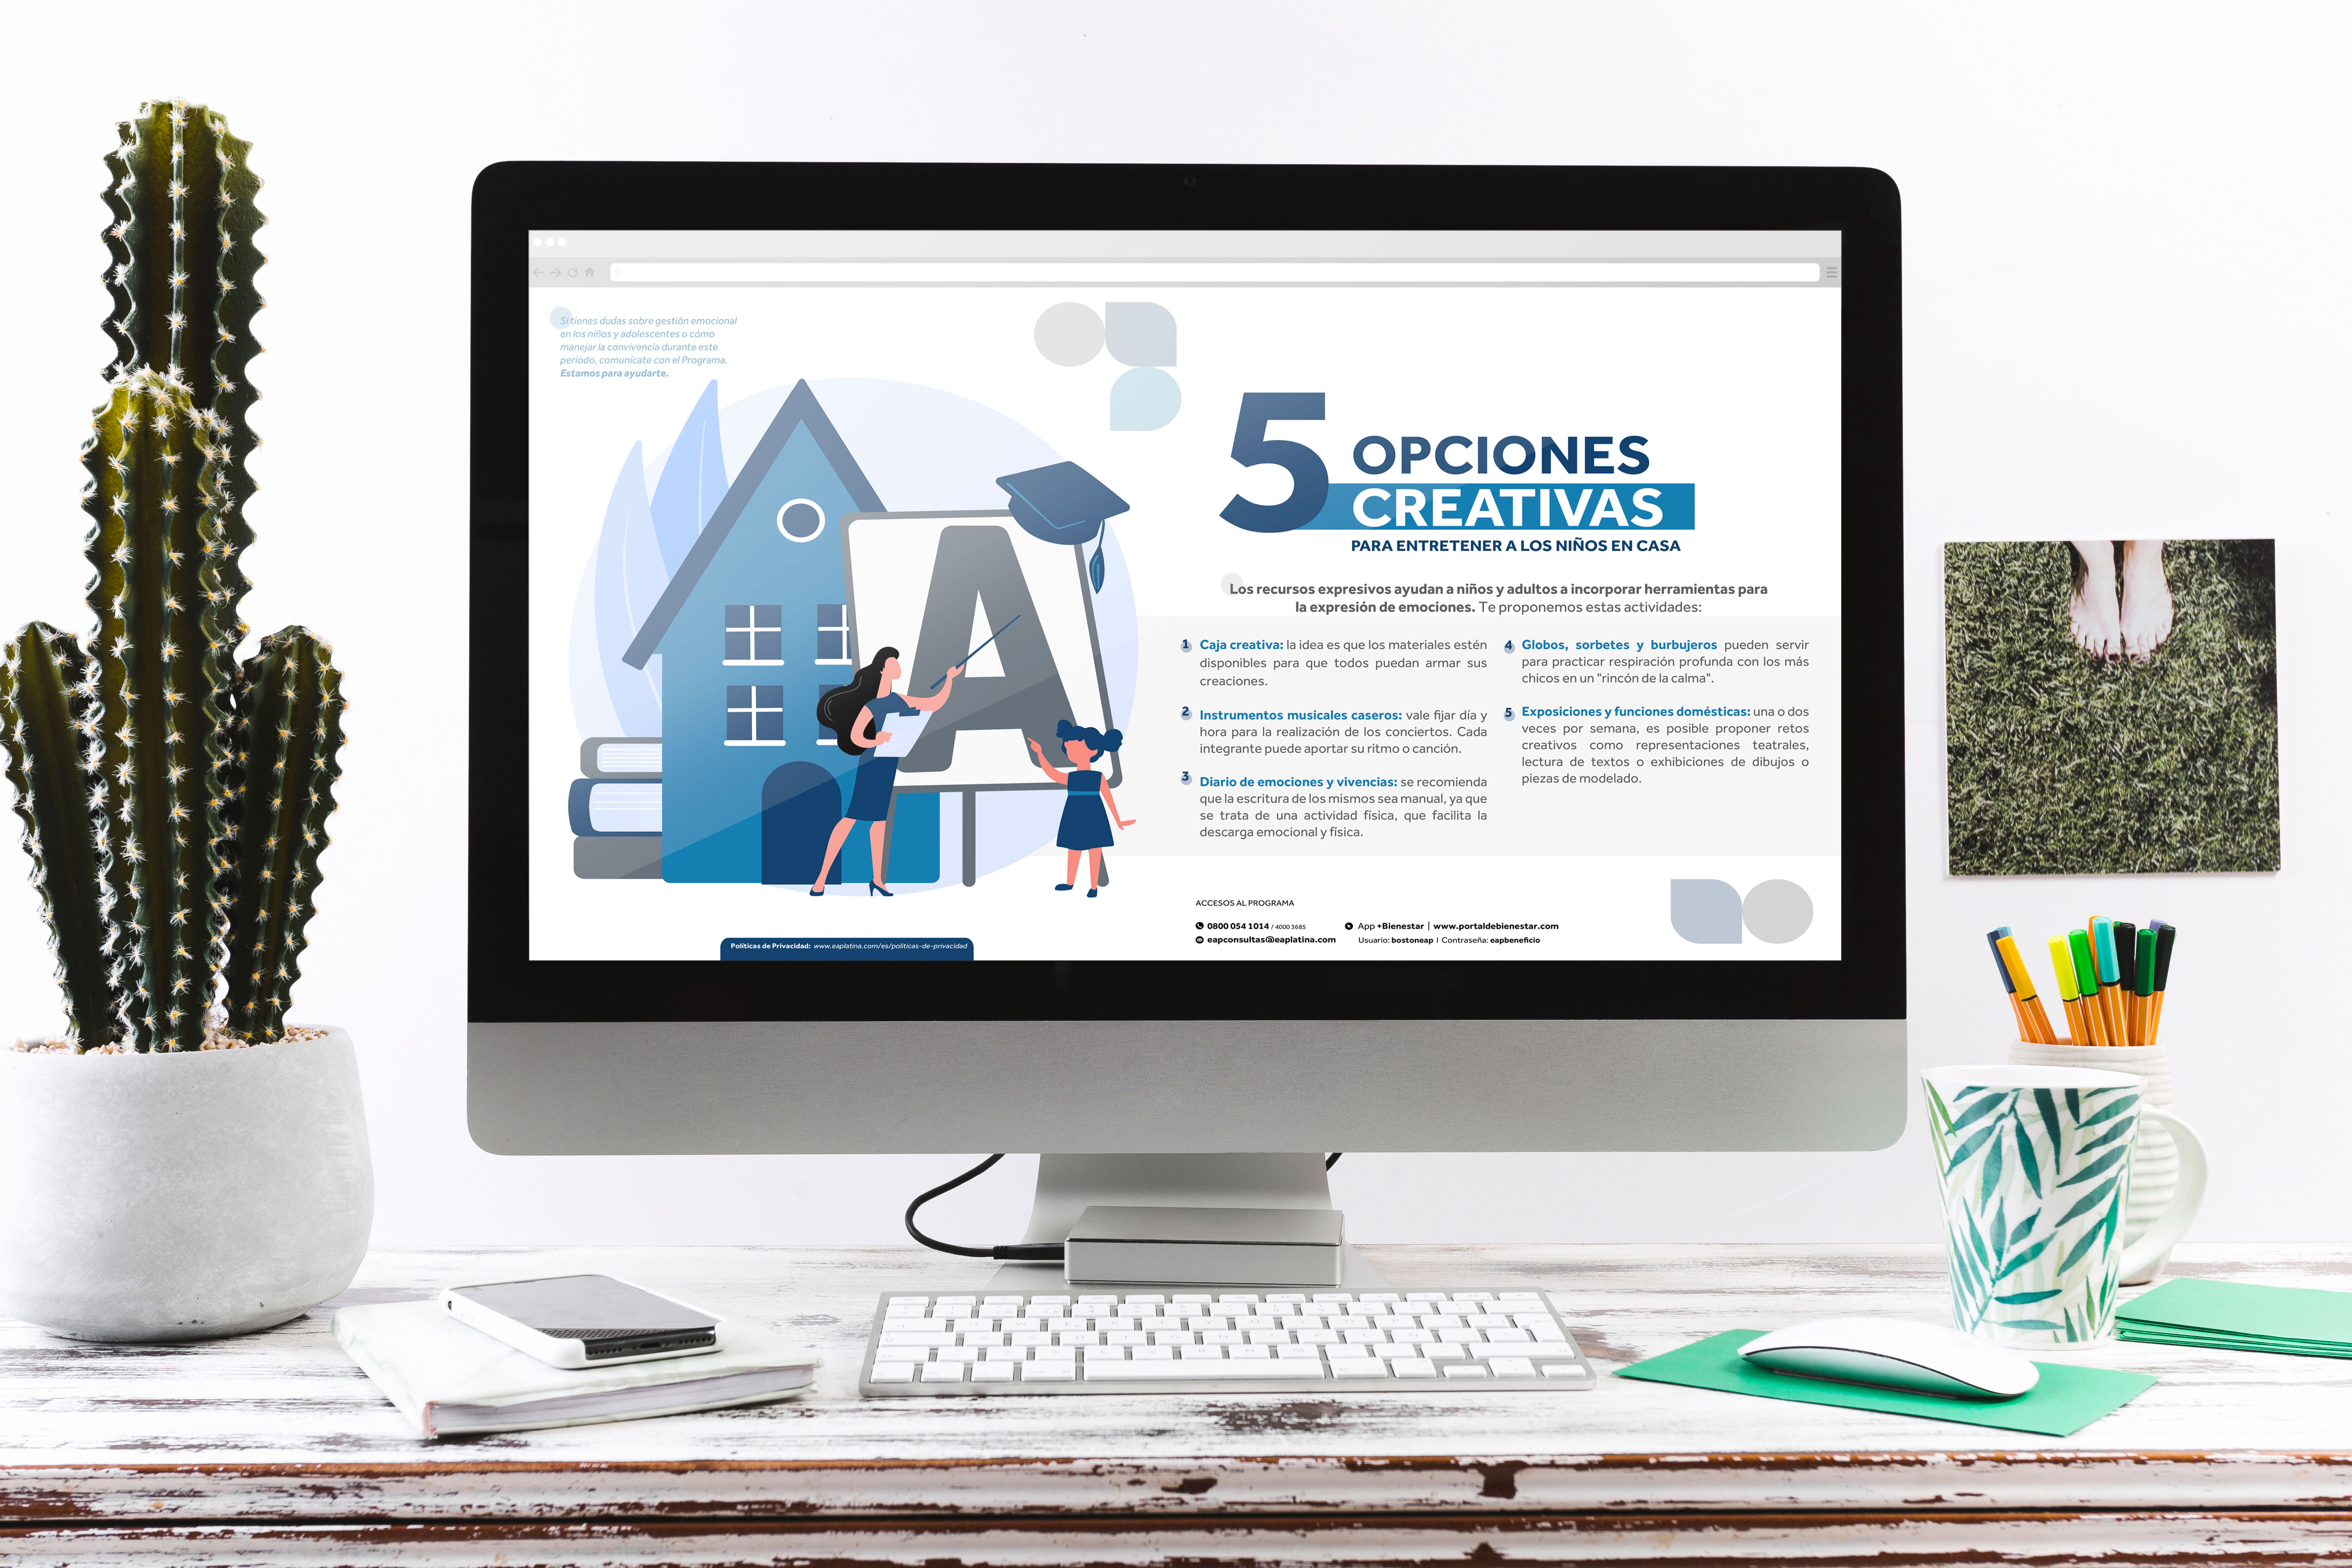 Si tienes dudas sobre gestión emocional
en los niños y adolescentes o cómo
manejar la convivencia durante este
período, comunícate con el Programa.
Estamos para ayudarte.
A
5 OPCIONES
CREATIVAS
PARA ENTRETENER A LOS NIÑOS EN CASA
Los recursos expresivos ayudan a niños y adultos a incorporar herramientas para
la expresión de emociones. Te proponemos estas actividades:
1 Caja creativa: la idea es que los materiales estén
disponibles para que todos puedan armar sus
creaciones.
2 Instrumentos musicales caseros: vale fijar día y
hora para la realización de los conciertos. Cada
integrante puede aportar su ritmo o canción.
3 Diario de emociones y vivencias: se recomienda
que la escritura de los mismos sea manual, ya que
se trata de una actividad física, que facilita la
descarga emocional y física.
4 Globos, sorbetes y burbujeros pueden servir
para practicar respiración profunda con los más
chicos en un "rincón de la calma".
5 Exposiciones y funciones domésticas: una o dos
veces por semana, es posible proponer retos
creativos como representaciones teatrales,
lectura de textos o exhibiciones de dibujos o
piezas de modelado.
ACCESOS AL PROGRAMA
0800 054 1014 / 4000 3685
eapconsultas@eaplatina.com
App +Bienestar | www.portaldebienestar.com
Usuario: bostoneap | Contraseña: eapbeneficio
Políticas de Privacidad: www.eaplatina.com/es/politicas-de-privacidad